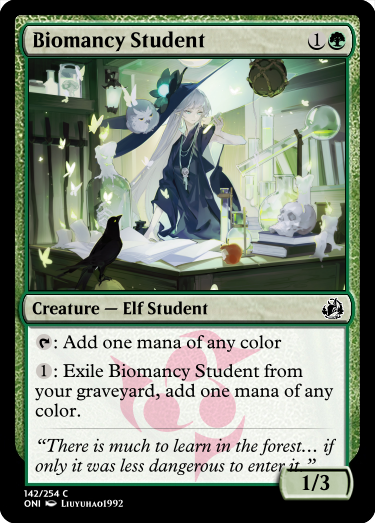 Biomancy Student 1
Creature — Elf Student
: Add one mana of any color
1: Exile Biomancy Student from
your graveyard, add one mana of any
color.
“There is much to learn in the forest… if
only it was less dangerous to enter it.”
1/3
142/254 C
ONI Liuyuhao1992